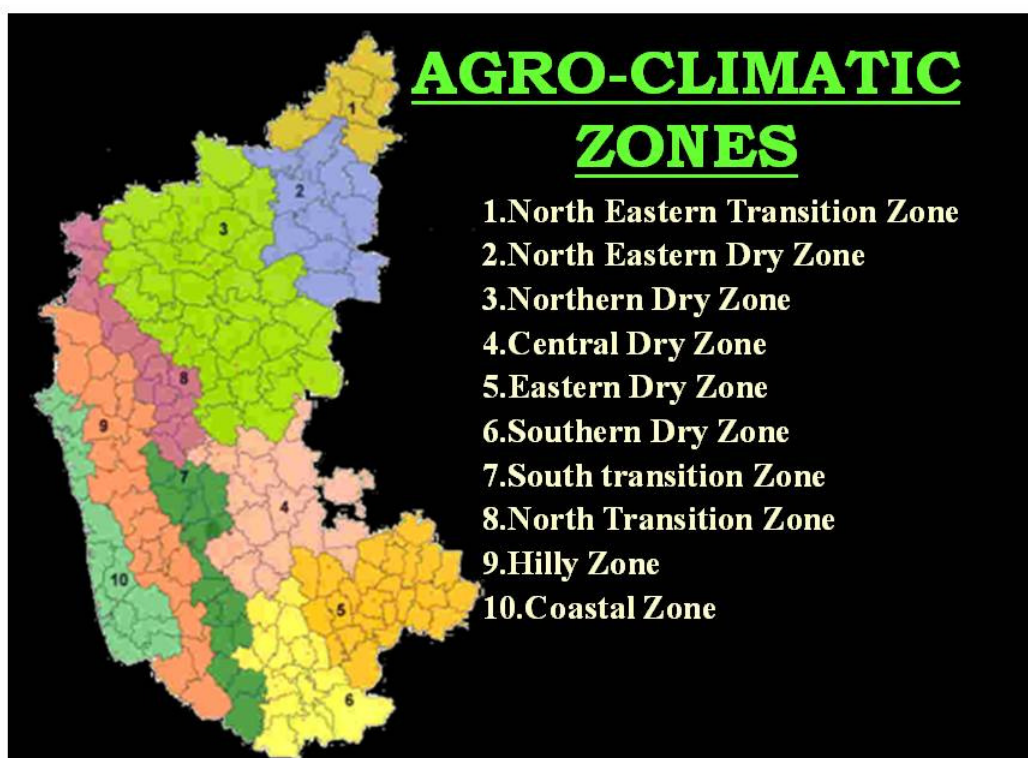 AGRO-CLIMATIC
ZONES
1.North Eastern Transition Zone
2.North Eastern Dry Zone
3.Northern Dry Zone
4.Central Dry Zone
5.Eastern Dry Zone
6.Southern Dry Zone
7.South transition Zone
8.North Transition Zone
9.Hilly Zone
10.Coastal Zone
1
2
3
8
9
7
4
10
5
6